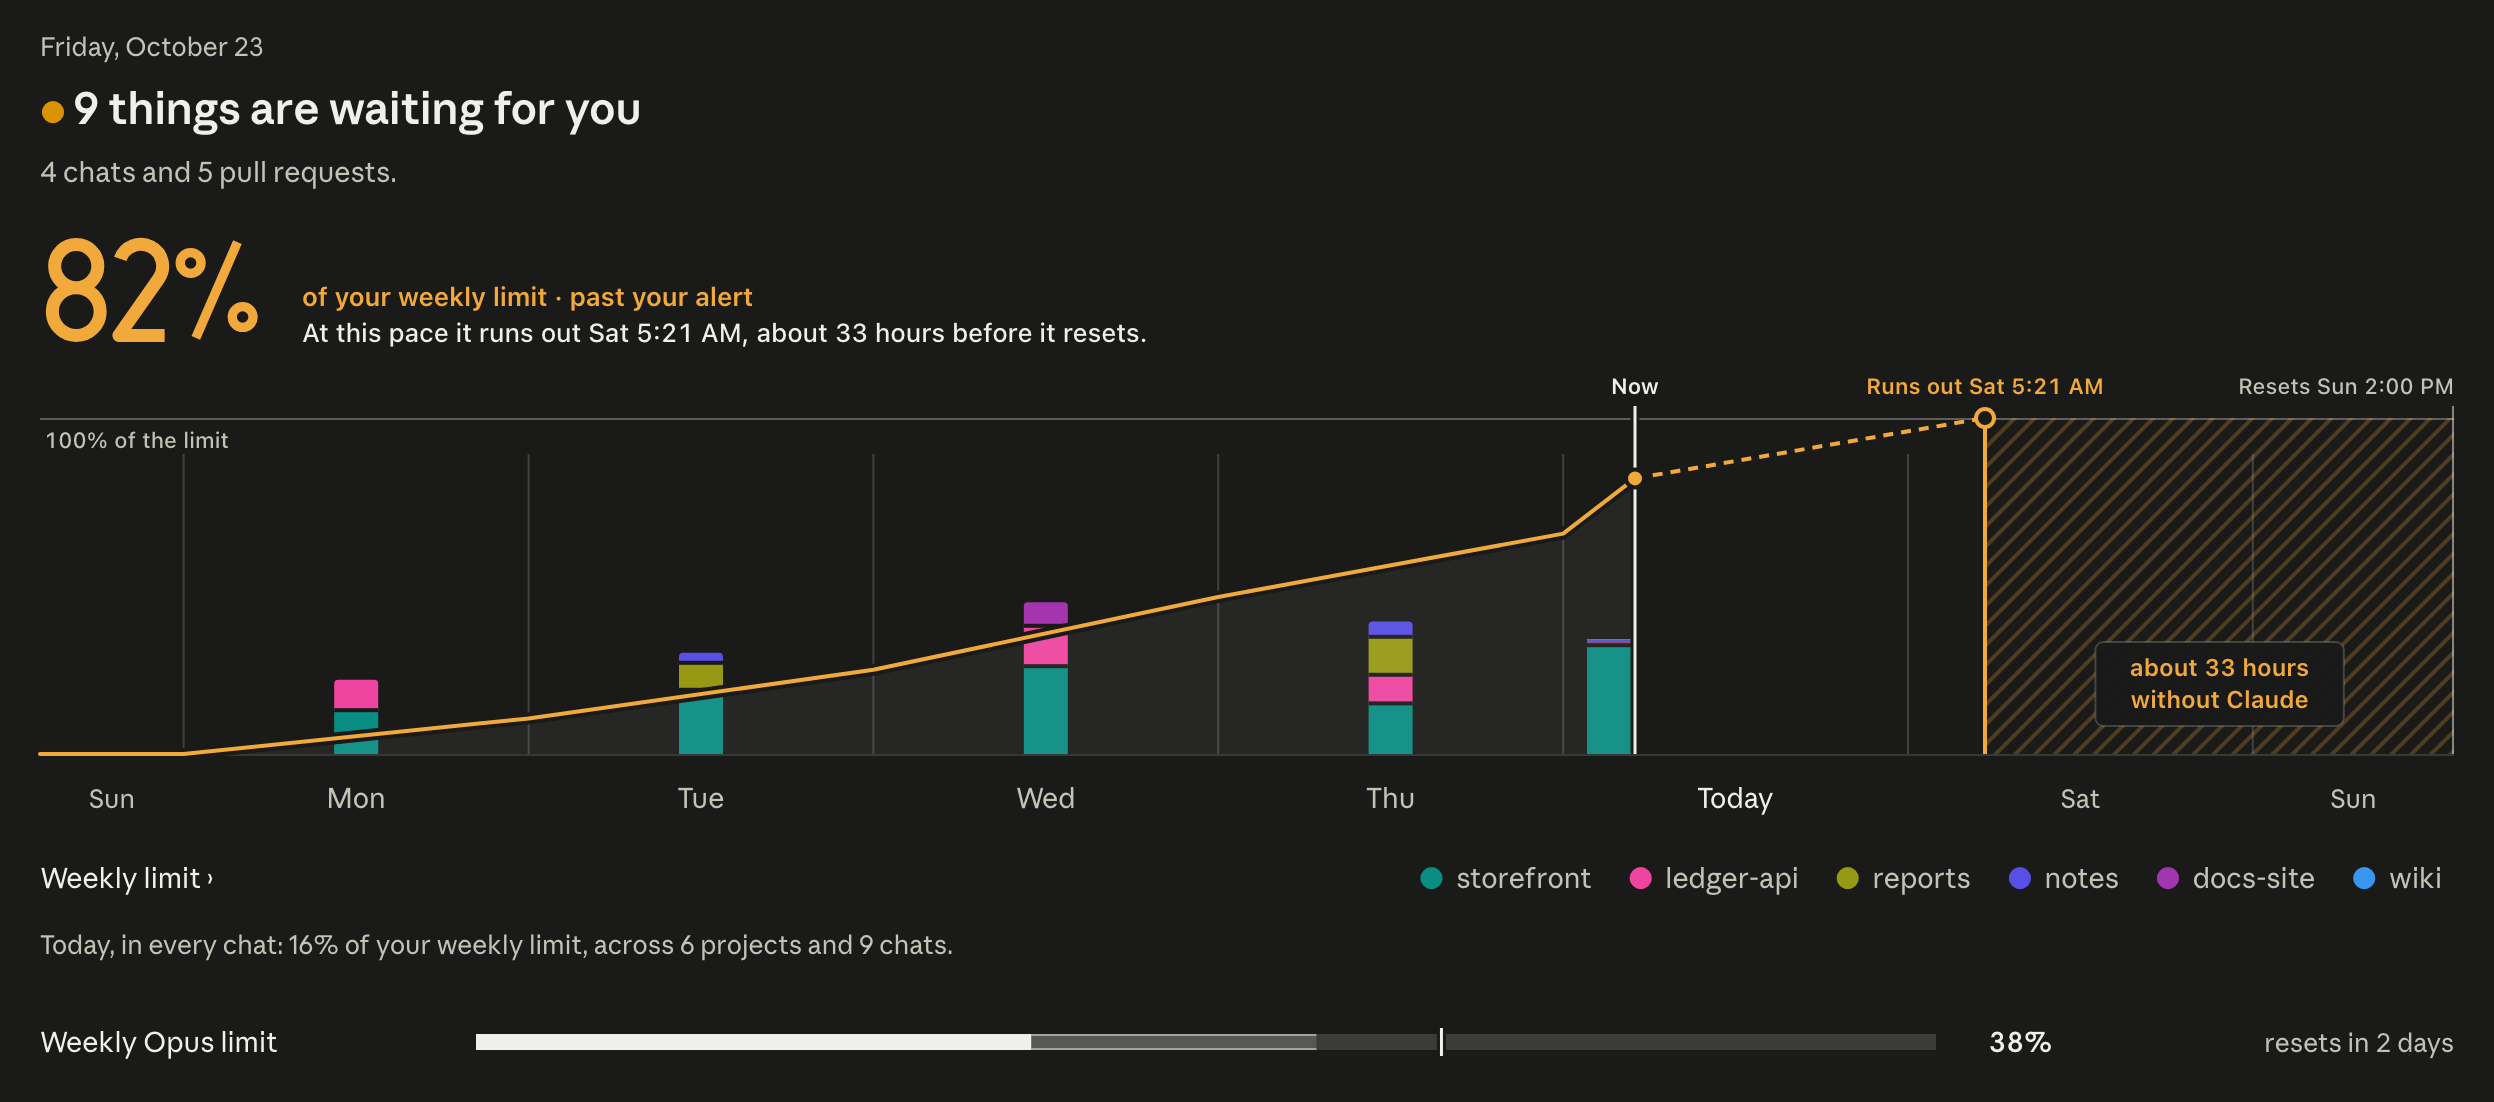 Friday, October 23
9 things are waiting for you
4 chats and 5 pull requests.
82%
of your weekly limit · past your alert
At this pace it runs out Sat 5:21 AM, about 33 hours before it resets.
Now
Runs out Sat 5:21 AM
Resets Sun 2:00 PM
100% of the limit
about 33 hours
without Claude
Sun Mon Tue Wed Thu Today Sat Sun
Weekly limit ›
storefront ledger-api reports notes docs-site wiki
Today, in every chat: 16% of your weekly limit, across 6 projects and 9 chats.
Weekly Opus limit 38% resets in 2 days